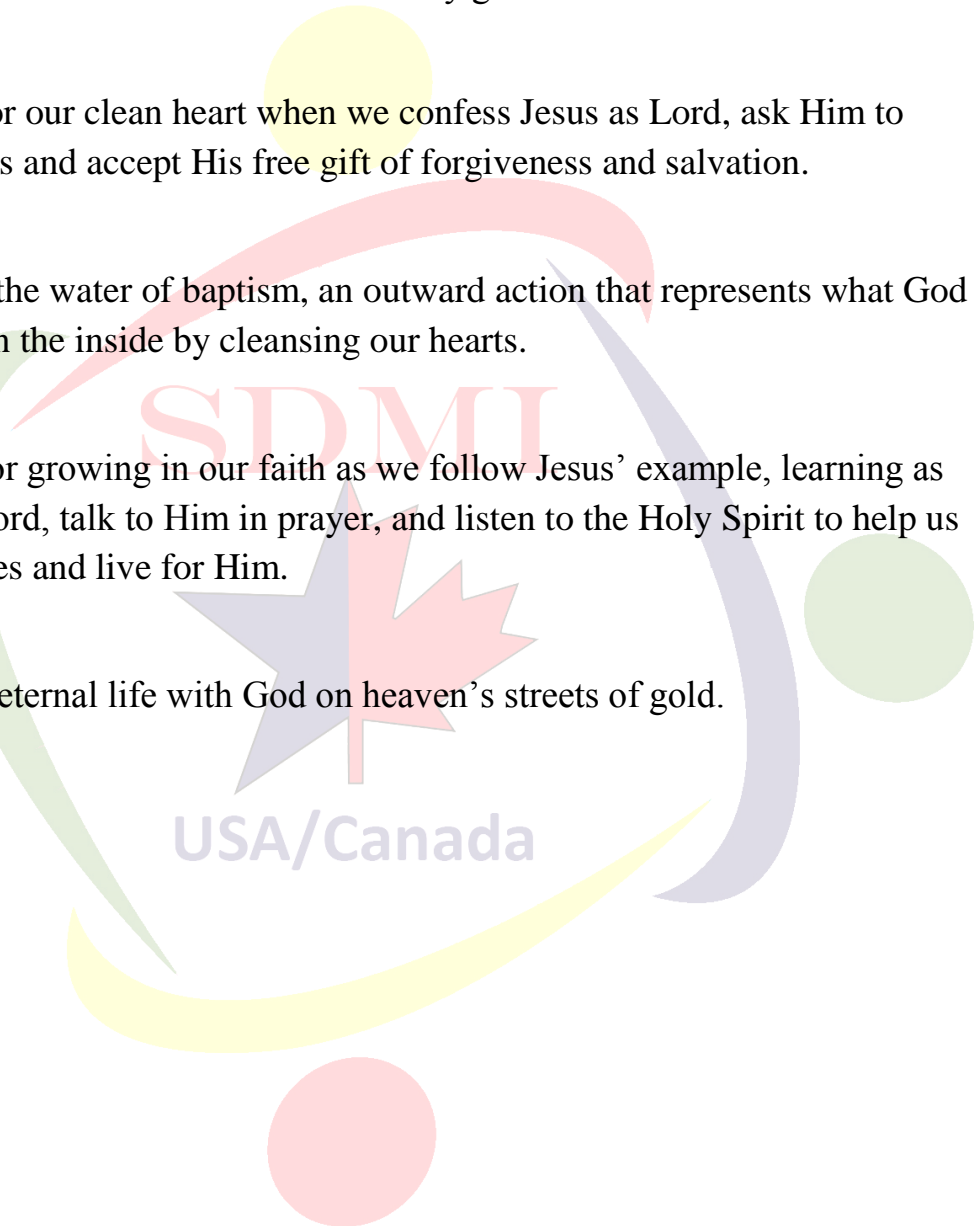 or our clean heart when we confess Jesus as Lord, ask Him to
s and accept His free gift of forgiveness and salvation.
the water of baptism, an outward action that represents what God
n the inside by cleansing our hearts.
SDMI
or growing in our faith as we follow Jesus’ example, learning as
ord, talk to Him in prayer, and listen to the Holy Spirit to help us
es and live for Him.
eternal life with God on heaven’s streets of gold.
USA/Canada